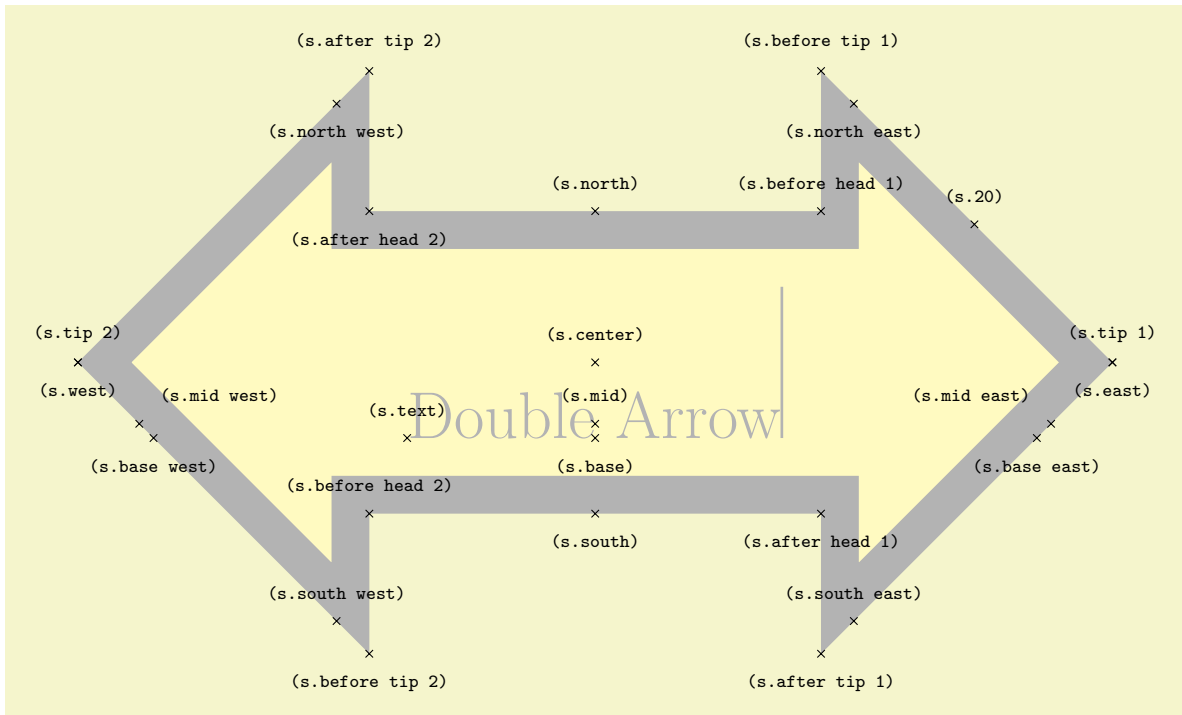 (s.after tip 2)
(s.before tip 1)
(s.north west)
(s.north east)
(s.north)
(s.before head 1)
(s.20)
(s.after head 2)
(s.tip 2)
(s.center)
(s.tip 1)
(s.west)
(s.mid west)
(s.mid)
(s.mid east)
(s.east)
(s.text)
Double Arrow
(s.base west)
(s.base)
(s.base east)
(s.before head 2)
(s.south)
(s.after head 1)
(s.south west)
(s.south east)
(s.before tip 2)
(s.after tip 1)